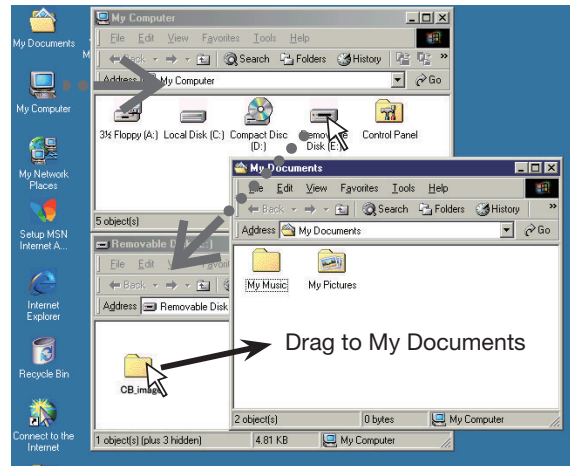 My Documents
My Computer
My Network
Places
Setup MSN
Internet A...
Internet
Explorer
Recycle Bin
Connect to the
Internet
My Computer
File Edit View Favorites Tools Help
Search Folders History »
Address My Computer Go
3½ Floppy (A:) Local Disk (C:) Compact Disc
(D:) Disk (E:) Control Panel
5 object(s)
My Documents
Edit View Favorites Tools Help
Back Search Folders History »
Address My Documents Go
My Music My Pictures
2 object(s) 0 bytes My Computer
Removable
File Edit
Back
Address Removable Disk
CB_image
1 object(s) (plus 3 hidden) 4.81 KB My Computer
Drag to My Documents